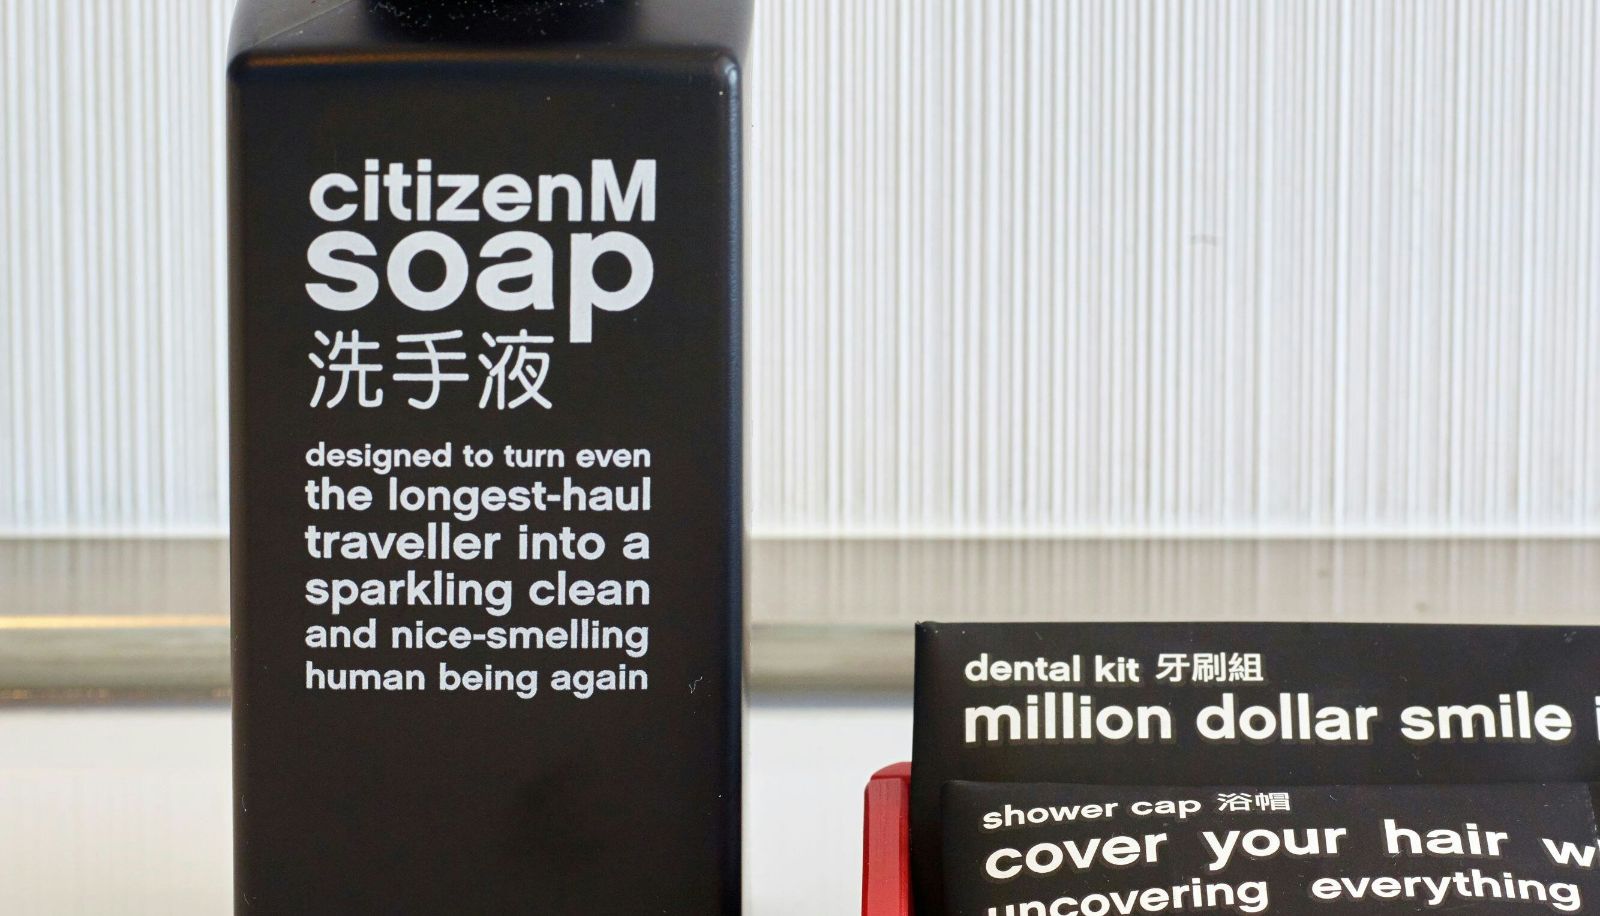 citizenM
soap
洗手液
designed to turn even
the longest-haul
traveller into a
sparkling clean
and nice-smelling
human being again
dental kit 牙刷組
million dollar smile
shower cap 浴帽
cover your hair
uncovering everything